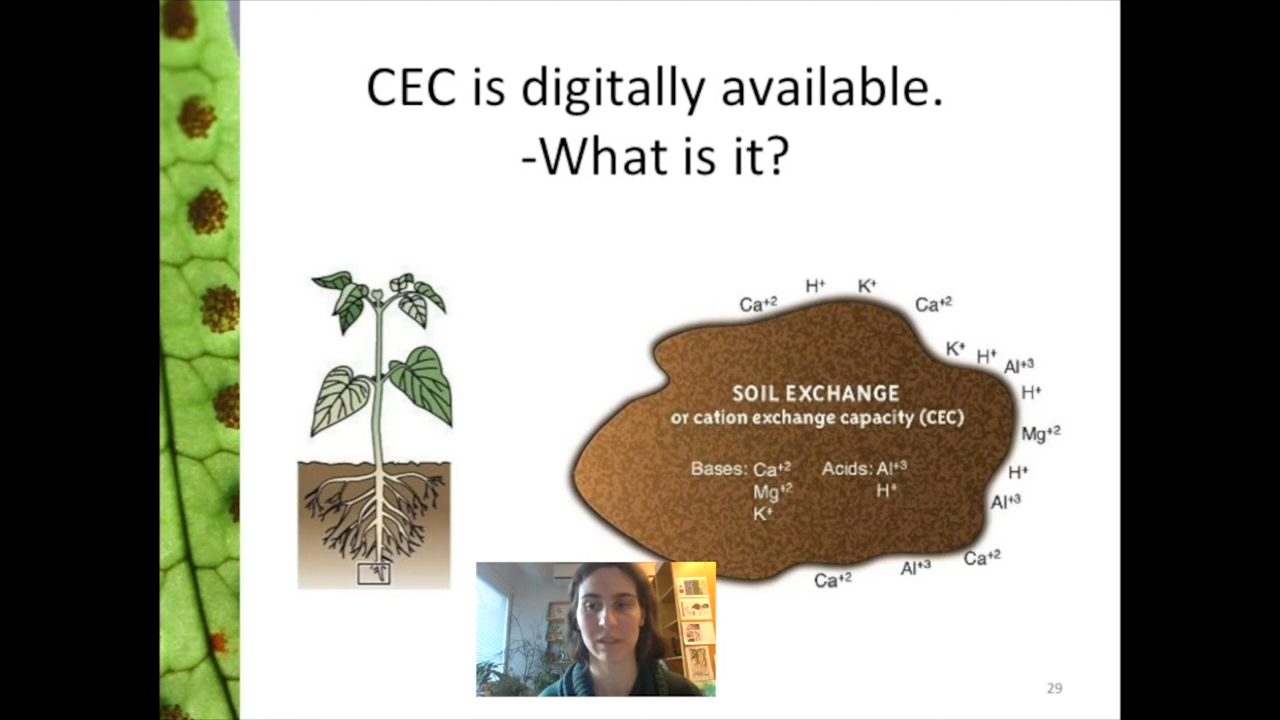 CEC is digitally available.
-What is it?
H⁺ K⁺
Ca⁺² Ca⁺²
K⁺ H⁺ Al⁺³
SOIL EXCHANGE H⁺
or cation exchange capacity (CEC)
Mg⁺²
Bases: Ca⁺² Acids: Al⁺³ H⁺
Mg⁺² H⁺ Al⁺³
K⁺
Ca⁺²
Al⁺³
Ca⁺²
29